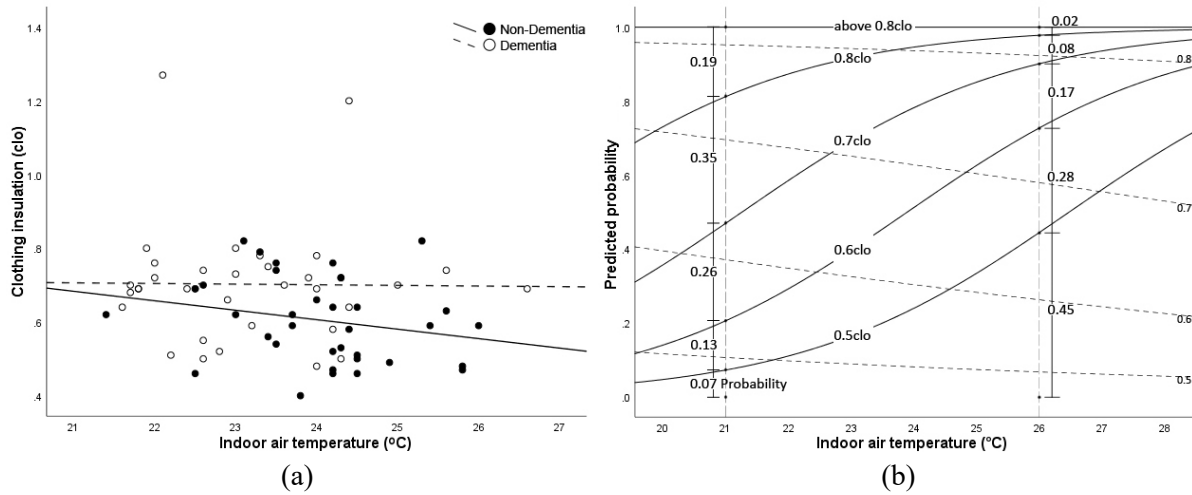 1.4
Non-Dementia
Dementia
1.2
1.0
.8
.6
.4
Clothing insulation (clo)
21 22 23 24 25 26 27
Indoor air temperature (ºC)
(a)
1.0
.8
.6
.4
.2
.0
Predicted probability
above 0.8clo
0.8clo
0.7clo
0.6clo
0.5clo
0.19
0.35
0.26
0.13
0.07 Probability
0.02
0.08
0.17
0.28
0.45
0.8
0.7
0.6
0.5
20 21 22 23 24 25 26 27 28
Indoor air temperature (°C)
(b)